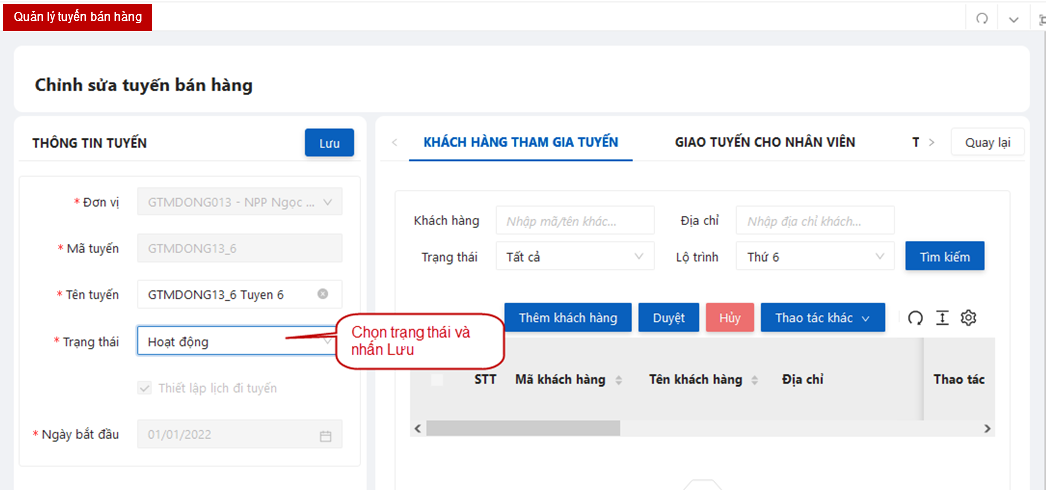 Quản lý tuyến bán hàng
Chỉnh sửa tuyến bán hàng
THÔNG TIN TUYẾN
Lưu
* Đơn vị
GTMDONG013 - NPP Ngọc ...
* Mã tuyến
GTMDONG13_6
* Tên tuyến
GTMDONG13_6 Tuyen 6
* Trạng thái
Hoạt động
Chọn trạng thái và
nhấn Lưu
Thiết lập lịch đi tuyến
* Ngày bắt đầu
01/01/2022
KHÁCH HÀNG THAM GIA TUYẾN
GIAO TUYẾN CHO NHÂN VIÊN
T
Quay lại
Khách hàng
Nhập mã/tên khác...
Địa chỉ
Nhập địa chỉ khách...
Trạng thái
Tất cả
Lộ trình
Thứ 6
Tìm kiếm
Thêm khách hàng
Duyệt
Hủy
Thao tác khác
STT
Mã khách hàng
Tên khách hàng
Địa chỉ
Thao tác